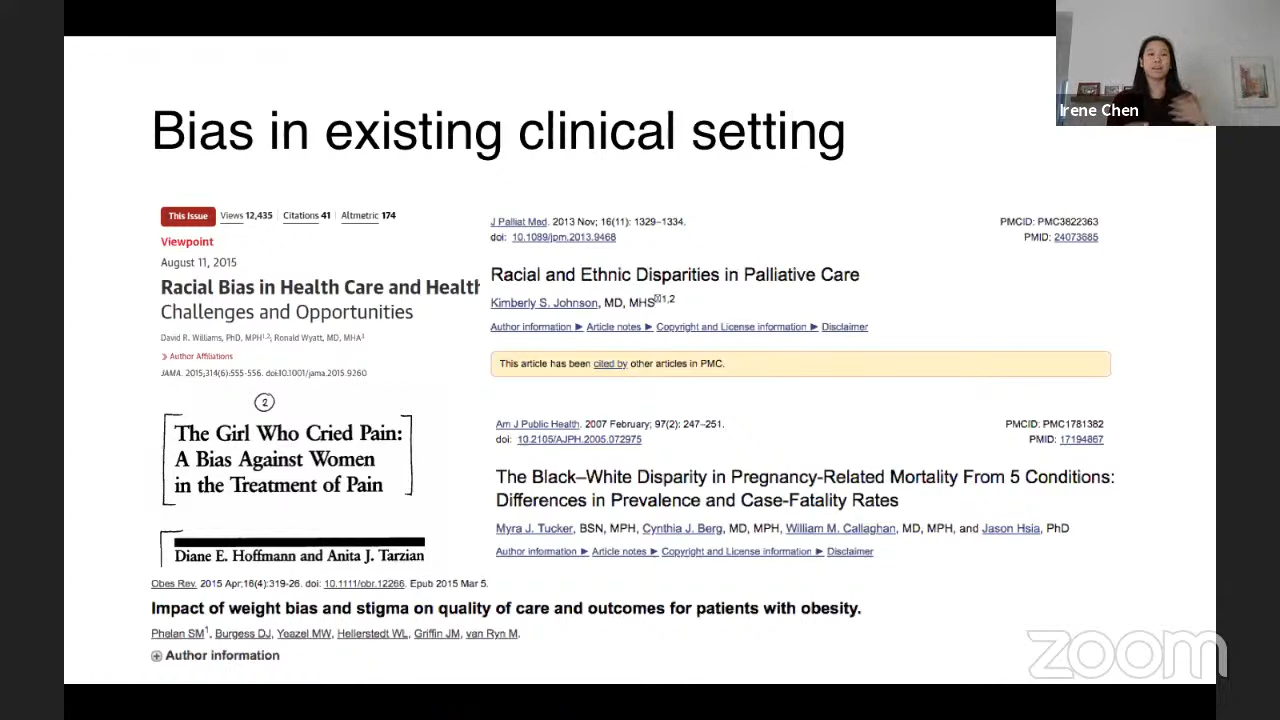 Irene Chen
Bias in existing clinical setting
This Issue Views 12,435 Citations 41 Altmetric 174
Viewpoint
August 11, 2015
Racial Bias in Health Care and Health
Challenges and Opportunities
David R. Williams, PhD, MPH1,2; Ronald Wyatt, MD, MHA3
Author Affiliations
JAMA. 2015;314(6):555-556. doi:10.1001/jama.2015.9260
J Palliat Med. 2013 Nov; 16(11): 1329–1334.
doi: 10.1089/jpm.2013.9468
PMCID: PMC3822363
PMID: 24073685
Racial and Ethnic Disparities in Palliative Care
Kimberly S. Johnson, MD, MHS1,2
Author information ► Article notes ► Copyright and License information ► Disclaimer
This article has been cited by other articles in PMC.
2
The Girl Who Cried Pain:
A Bias Against Women
in the Treatment of Pain
Diane E. Hoffmann and Anita J. Tarzian
Am J Public Health. 2007 February; 97(2): 247–251.
doi: 10.2105/AJPH.2005.072975
PMCID: PMC1781382
PMID: 17194867
The Black–White Disparity in Pregnancy-Related Mortality From 5 Conditions:
Differences in Prevalence and Case-Fatality Rates
Myra J. Tucker, BSN, MPH, Cynthia J. Berg, MD, MPH, William M. Callaghan, MD, MPH, and Jason Hsia, PhD
Author information ► Article notes ► Copyright and License information ► Disclaimer
Obes Rev. 2015 Apr;16(4):319-26. doi: 10.1111/obr.12266. Epub 2015 Mar 5.
Impact of weight bias and stigma on quality of care and outcomes for patients with obesity.
Phelan SM1, Burgess DJ, Yeazel MW, Hellerstedt WL, Griffin JM, van Ryn M.
Author information
zoom